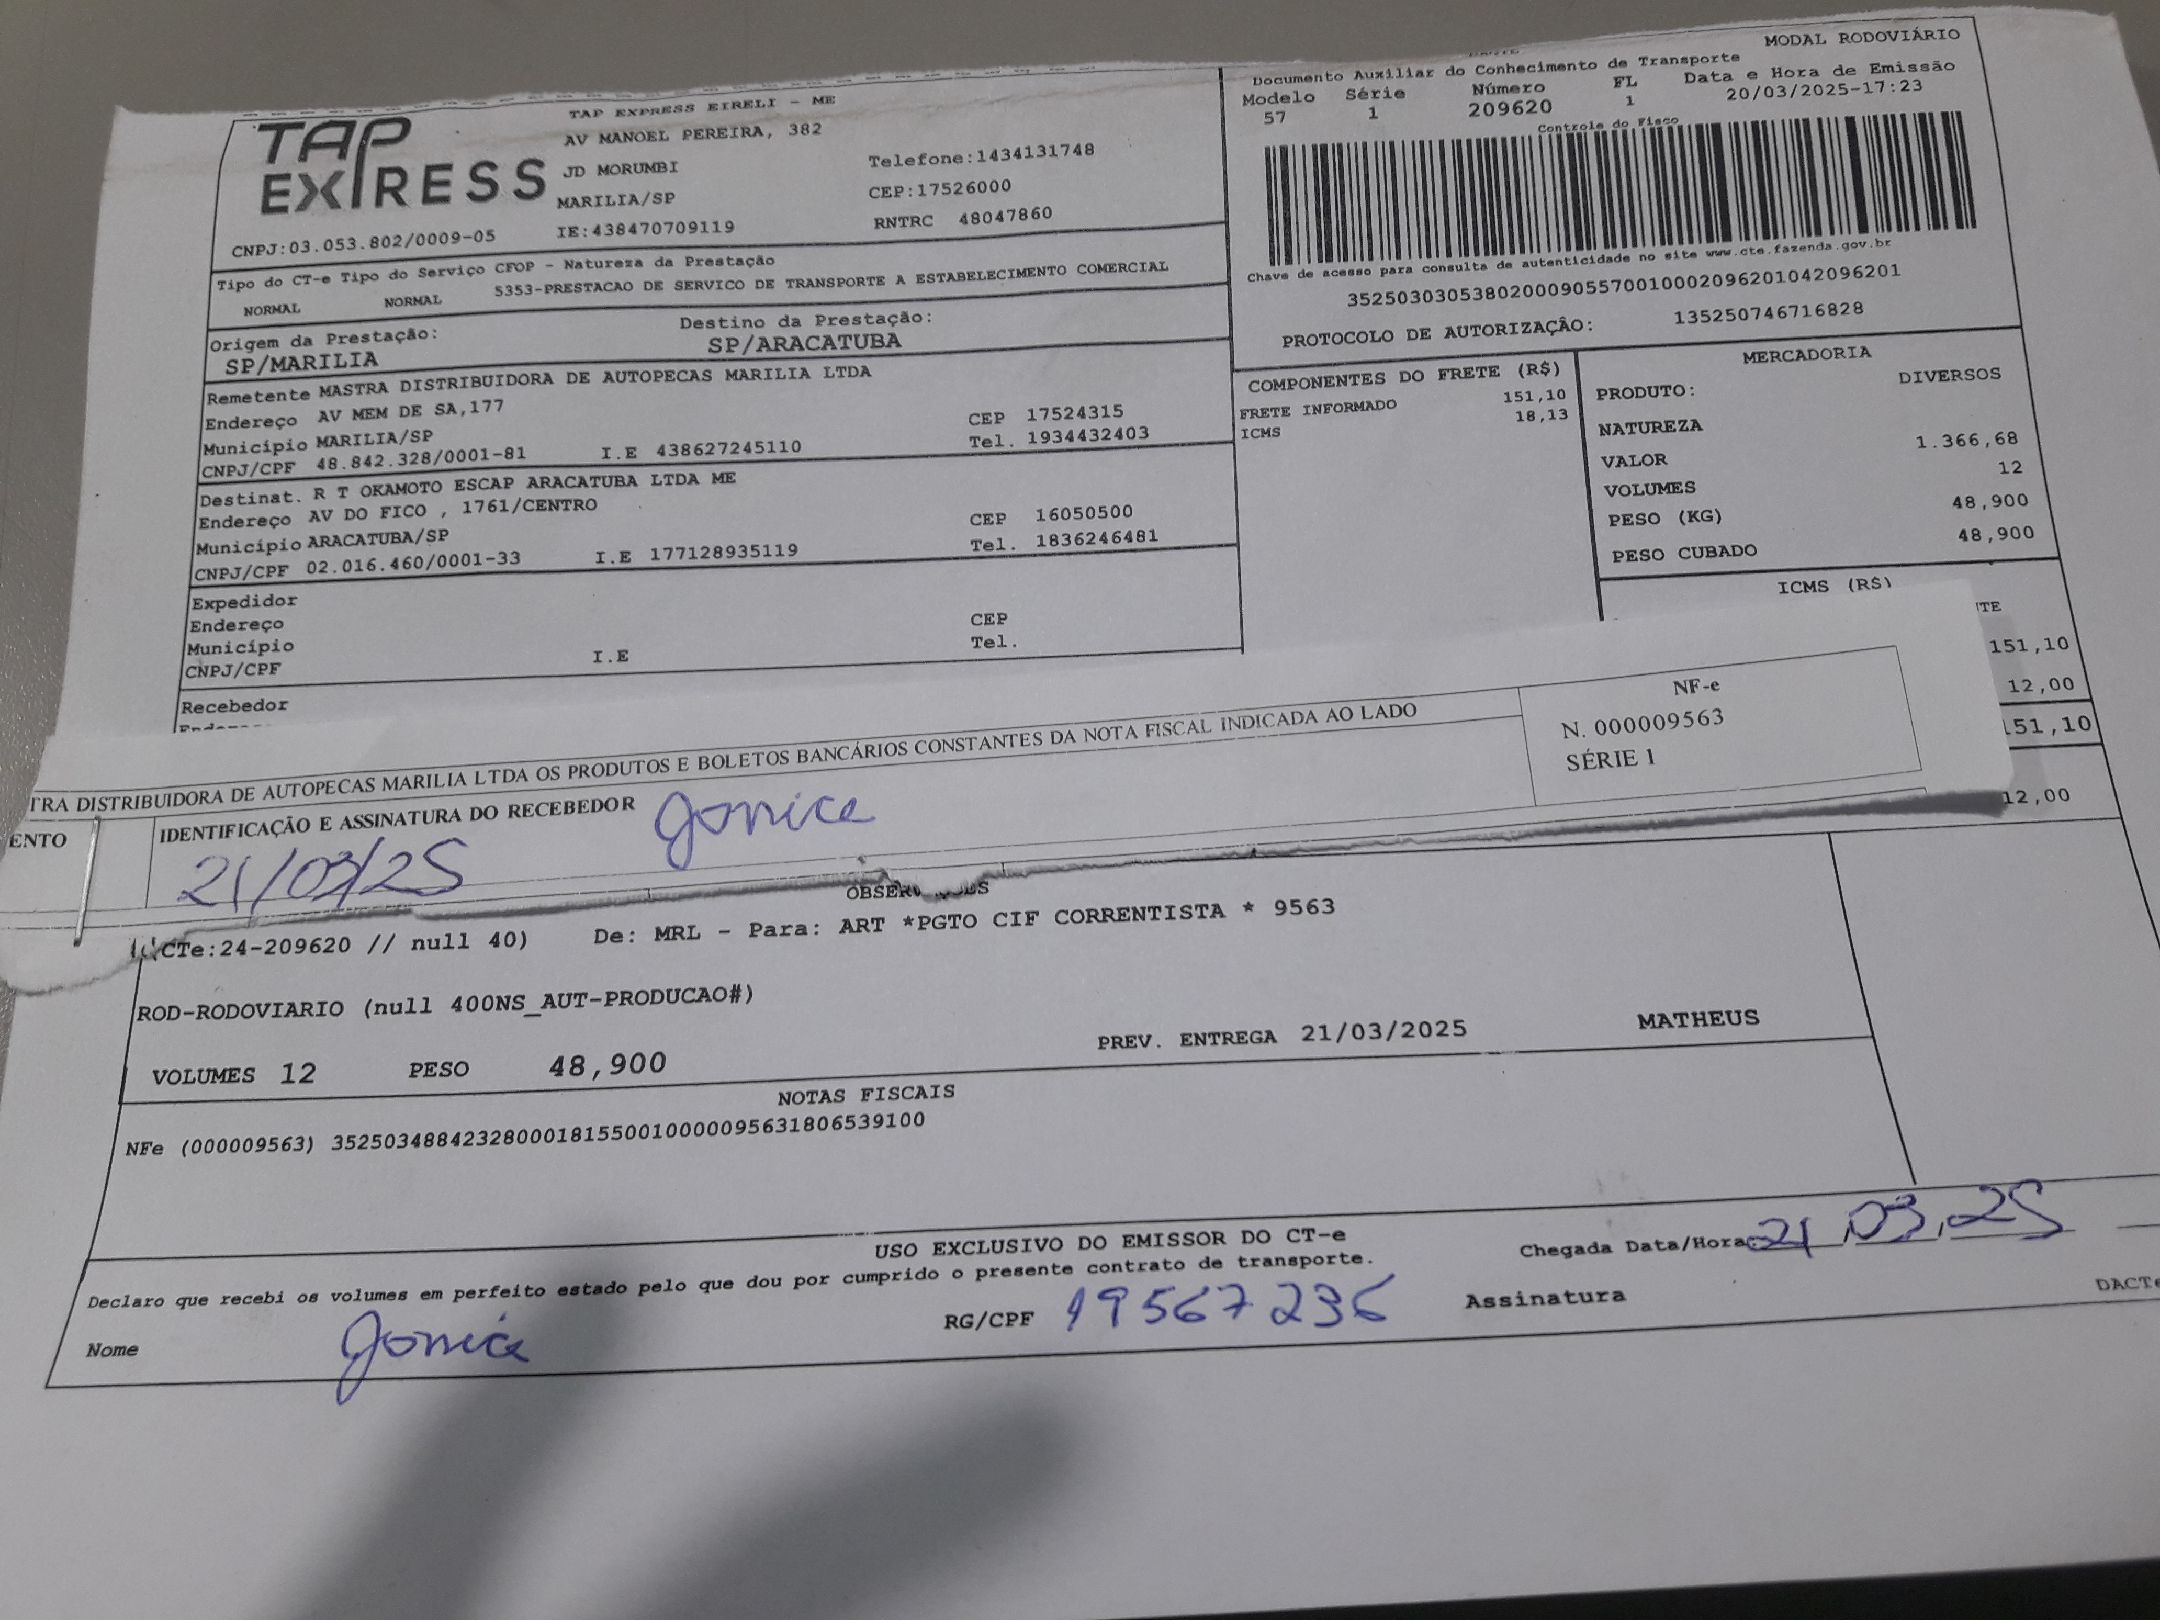 MODAL RODOVIÁRIO
TAP EXPRESS
TAP EXPRESS EIRELI - ME
AV MANOEL PEREIRA, 382
JD MORUMBI
Telefone:1434131748
MARILIA/SP
CEP:17526000
CNPJ:03.053.802/0009-05
IE:438470709119
RNTRC 48047860
Documento Auxiliar do Conhecimento de Transporte
Modelo Série Número FL Data e Hora de Emissão
57 1 209620 1 20/03/2025-17:23
Controle do Fisco
Chave de acesso para consulta de autenticidade no site www.cte.fazenda.gov.br
35250303053802000905570010002096201042096201
PROTOCOLO DE AUTORIZAÇÃO: 135250746716828
Tipo do CT-e Tipo do Serviço CFOP - Natureza da Prestação
NORMAL NORMAL 5353-PRESTACAO DE SERVICO DE TRANSPORTE A ESTABELECIMENTO COMERCIAL
Origem da Prestação: Destino da Prestação:
SP/MARILIA SP/ARACATUBA
Remetente MASTRA DISTRIBUIDORA DE AUTOPECAS MARILIA LTDA
Endereço AV MEM DE SA,177 CEP 17524315
Município MARILIA/SP Tel. 1934432403
CNPJ/CPF 48.842.328/0001-81 I.E 438627245110
Destinat. R T OKAMOTO ESCAP ARACATUBA LTDA ME
Endereço AV DO FICO , 1761/CENTRO CEP 16050500
Município ARACATUBA/SP Tel. 1836246481
CNPJ/CPF 02.016.460/0001-33 I.E 177128935119
Expedidor
Endereço CEP
Município Tel.
CNPJ/CPF I.E
Recebedor
COMPONENTES DO FRETE (R$)
FRETE INFORMADO 151,10
ICMS 18,13
MERCADORIA
PRODUTO: DIVERSOS
NATUREZA
VALOR 1.366,68
VOLUMES 12
PESO (KG) 48,900
PESO CUBADO 48,900
ICMS (R$)
151,10
12,00
151,10
12,00
TRA DISTRIBUIDORA DE AUTOPECAS MARILIA LTDA OS PRODUTOS E BOLETOS BANCÁRIOS CONSTANTES DA NOTA FISCAL INDICADA AO LADO
NF-e
N. 000009563
SÉRIE 1
ENTO
IDENTIFICAÇÃO E ASSINATURA DO RECEBEDOR Jonice
21/03/25
CTe:24-209620 // null 40) De: MRL - Para: ART *PGTO CIF CORRENTISTA * 9563
ROD-RODOVIARIO (null 400NS_AUT-PRODUCAO#)
VOLUMES 12 PESO 48,900 PREV. ENTREGA 21/03/2025 MATHEUS
NOTAS FISCAIS
NFe (000009563) 35250348842328000181550010000095631806539100
USO EXCLUSIVO DO EMISSOR DO CT-e
Declaro que recebi os volumes em perfeito estado pelo que dou por cumprido o presente contrato de transporte.
Chegada Data/Hora: 21 03 25
Nome Jonice RG/CPF 19567236 Assinatura
DACTe